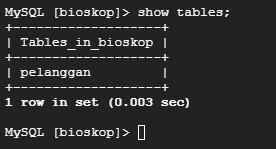 MySQL [bioskop]> show tables;
+-------------------+
| Tables_in_bioskop |
+-------------------+
| pelanggan         |
+-------------------+
1 row in set (0.003 sec)
MySQL [bioskop]>